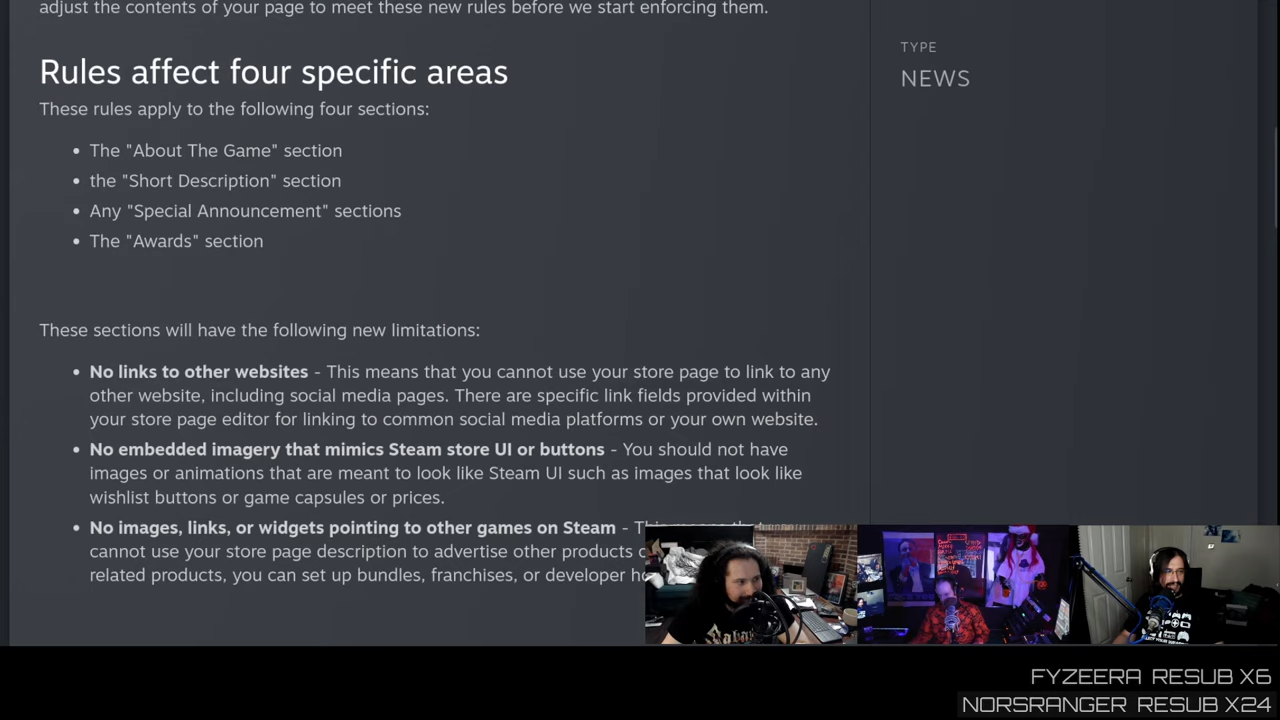 adjust the contents of your page to meet these new rules before we start enforcing them.
TYPE
NEWS
Rules affect four specific areas
These rules apply to the following four sections:
• The "About The Game" section
• the "Short Description" section
• Any "Special Announcement" sections
• The "Awards" section
These sections will have the following new limitations:
• No links to other websites - This means that you cannot use your store page to link to any
other website, including social media pages. There are specific link fields provided within
your store page editor for linking to common social media platforms or your own website.
• No embedded imagery that mimics Steam store UI or buttons - You should not have
images or animations that are meant to look like Steam UI such as images that look like
wishlist buttons or game capsules or prices.
• No images, links, or widgets pointing to other games on Steam - This means that
cannot use your store page description to advertise other products
related products, you can set up bundles, franchises, or developer
FYZEERA RESUB X6
NORSRANGER RESUB X24